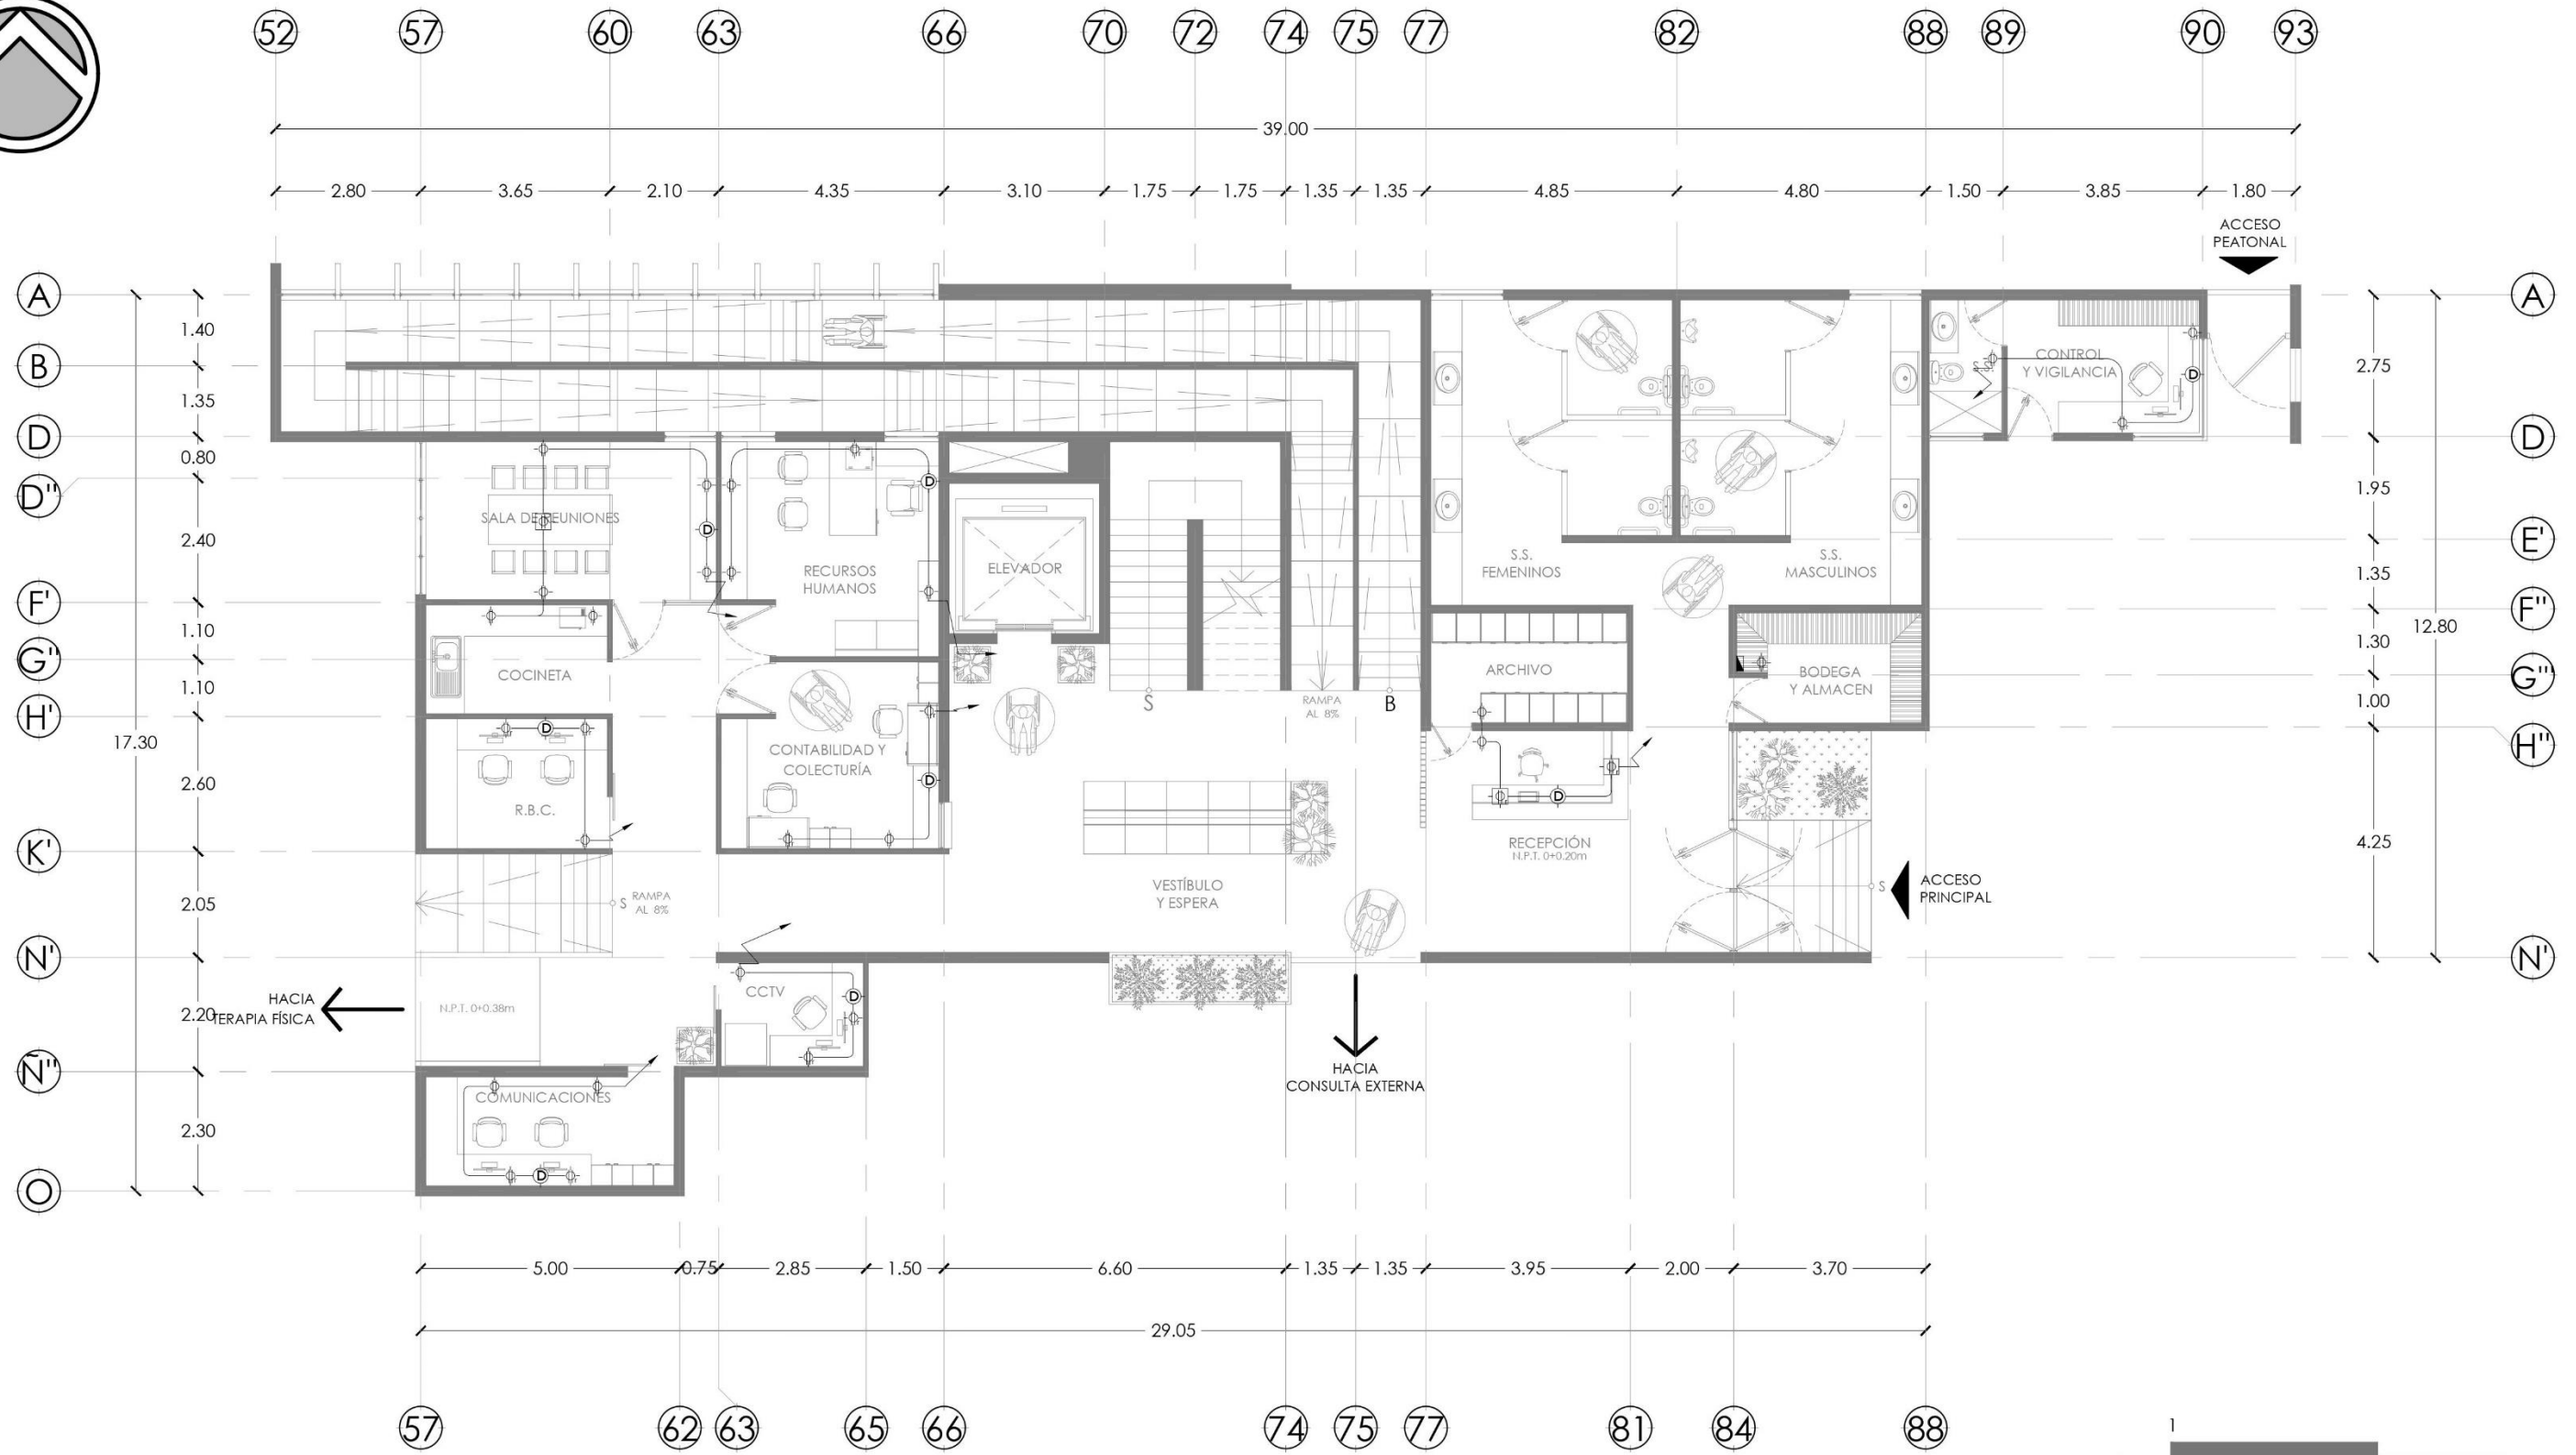 52 57 60 63 66 70 72 74 75 77 82 88 89 90 93
39.00
2.80 3.65 2.10 4.35 3.10 1.75 1.75 1.35 1.35 4.85 4.80 1.50 3.85 1.80
ACCESO
PEATONAL
A
B
D
D"
F'
G"
H'
K'
N'
Ñ"
O
17.30
1.40
1.35
0.80
2.40
1.10
1.10
2.60
2.05
2.20
2.30
CONTROL
Y VIGILANCIA
S.S.
D
SALA DE REUNIONES
D
RECURSOS
HUMANOS
D
ELEVADOR
S.S.
FEMENINOS
S.S.
MASCULINOS
COCINETA
ARCHIVO
BODEGA
Y ALMACEN
S
RAMPA
AL 8%
B
D
R.B.C.
CONTABILIDAD Y
COLECTURÍA
D
D
RECEPCIÓN
N.P.T. 0+0.20m
VESTÍBULO
Y ESPERA
S
ACCESO
PRINCIPAL
S
RAMPA
AL 8%
HACIA
TERAPIA FÍSICA
N.P.T. 0+0.38m
CCTV
D
HACIA
CONSULTA EXTERNA
COMUNICACIONES
D
A
D
E'
F"
G"'
H"
N'
2.75
1.95
1.35
1.30
1.00
4.25
12.80
5.00 0.75 2.85 1.50 6.60 1.35 1.35 3.95 2.00 3.70
29.05
57 62 63 65 66 74 75 77 81 84 88
1